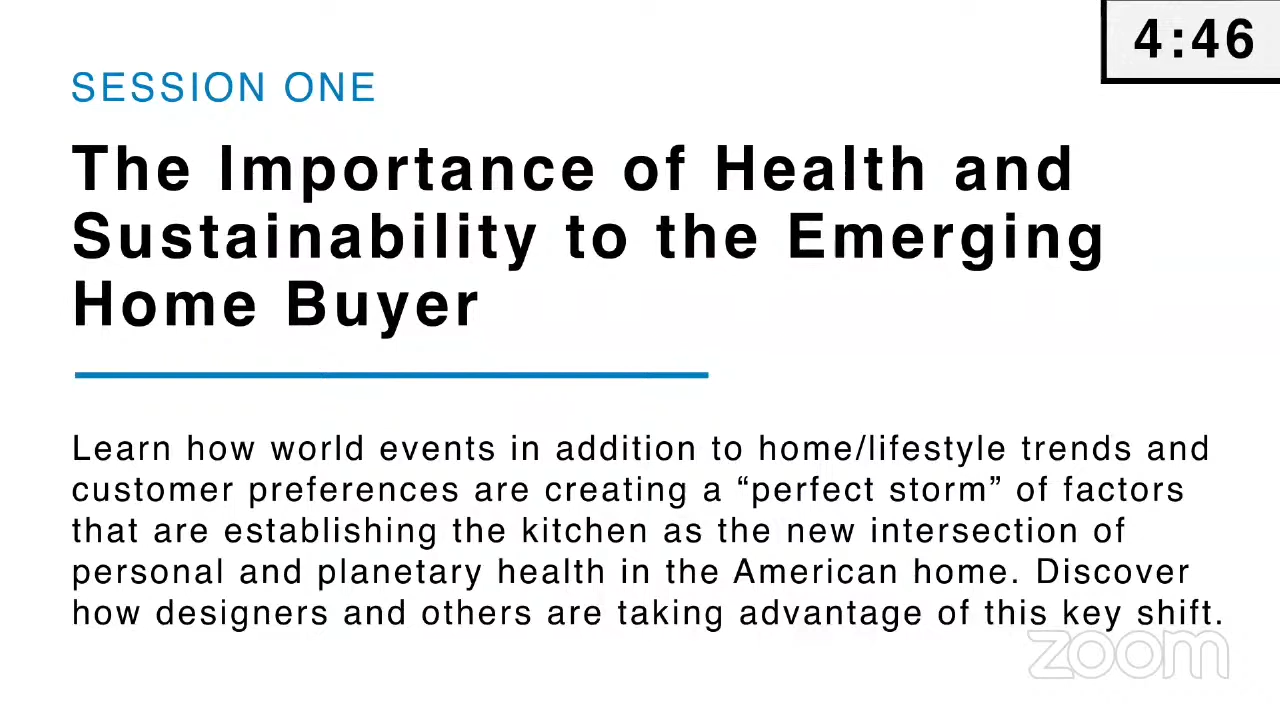 4:46
SESSION ONE
The Importance of Health and
Sustainability to the Emerging
Home Buyer
Learn how world events in addition to home/lifestyle trends and
customer preferences are creating a “perfect storm” of factors
that are establishing the kitchen as the new intersection of
personal and planetary health in the American home. Discover
how designers and others are taking advantage of this key shift.
zoom